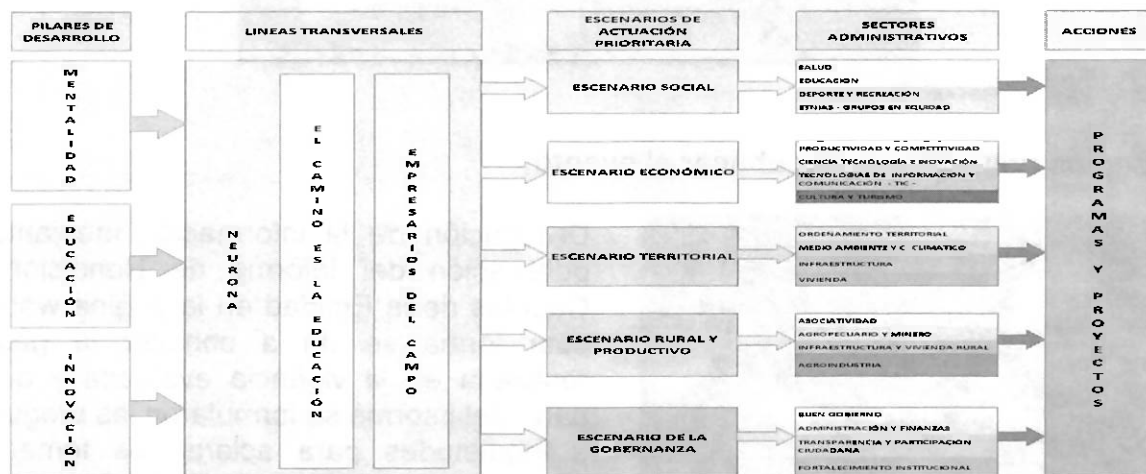 PILARES DE
DESARROLLO
LINEAS TRANSVERSALES
ESCENARIOS DE
ACTUACIÓN
PRIORITARIA
SECTORES
ADMINISTRATIVOS
ACCIONES
MENTALIDAD
EDUCACIÓN
INNOVACIÓN
NEURONA
EL CAMINO ES LA EDUCACIÓN
EMPRESARIOS DEL CAMPO
ESCENARIO SOCIAL
SALUD
EDUCACION
DEPORTE Y RECREACIÓN
ETNIAS - GRUPOS EN EQUIDAD
ESCENARIO ECONÓMICO
PRODUCTIVIDAD Y COMPETITIVIDAD
CIENCIA TECNOLOGÍA E INOVACIÓN
TECNOLOGIAS DE INFORMACIÓN Y
COMUNICACIÓN - TIC -
CULTURA Y TURISMO
ESCENARIO TERRITORIAL
ORDENAMIENTO TERRITORIAL
MEDIO AMBIENTE Y C CLIMATICO
INFRAESTRUCTURA
VIVIENDA
ESCENARIO RURAL Y
PRODUCTIVO
ASOCIATIVIDAD
AGROPECUARIO Y MINERO
INFRAESTRUCTURA Y VIVIENDA RURAL
AGROINDUSTRIA
ESCENARIO DE LA
GOBERNANZA
BUEN GOBIERNO
ADMINISTRACIÓN Y FINANZAS
TRANSPARENCIA Y PARTICIPACIÓN
CIUDADANA
FORTALECIMIENTO INSTITUCIONAL
PROGRAMAS Y PROYECTOS